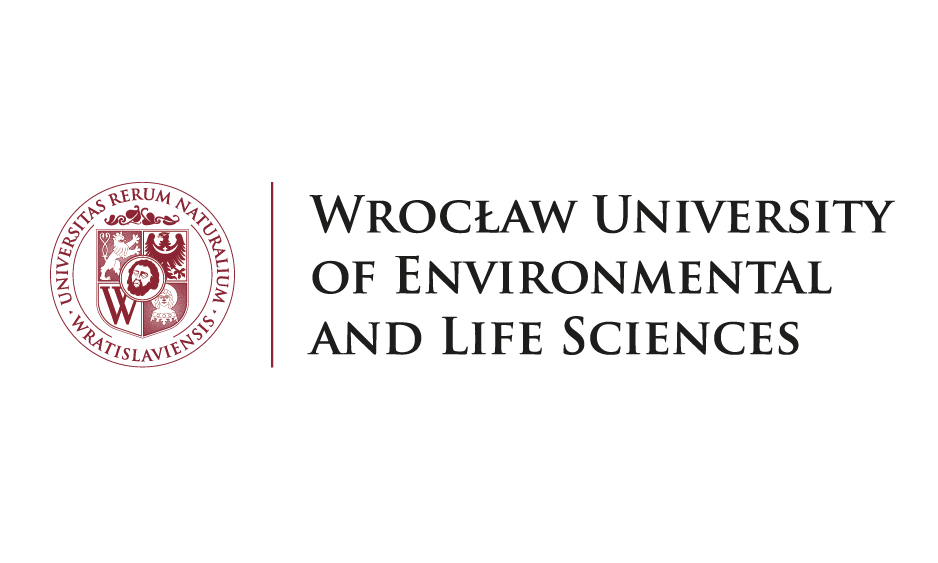 UNIVERSITAS RERUM NATURALIUM
· WRATISLAVIENSIS ·
W
WROCŁAW UNIVERSITY
OF ENVIRONMENTAL
AND LIFE SCIENCES